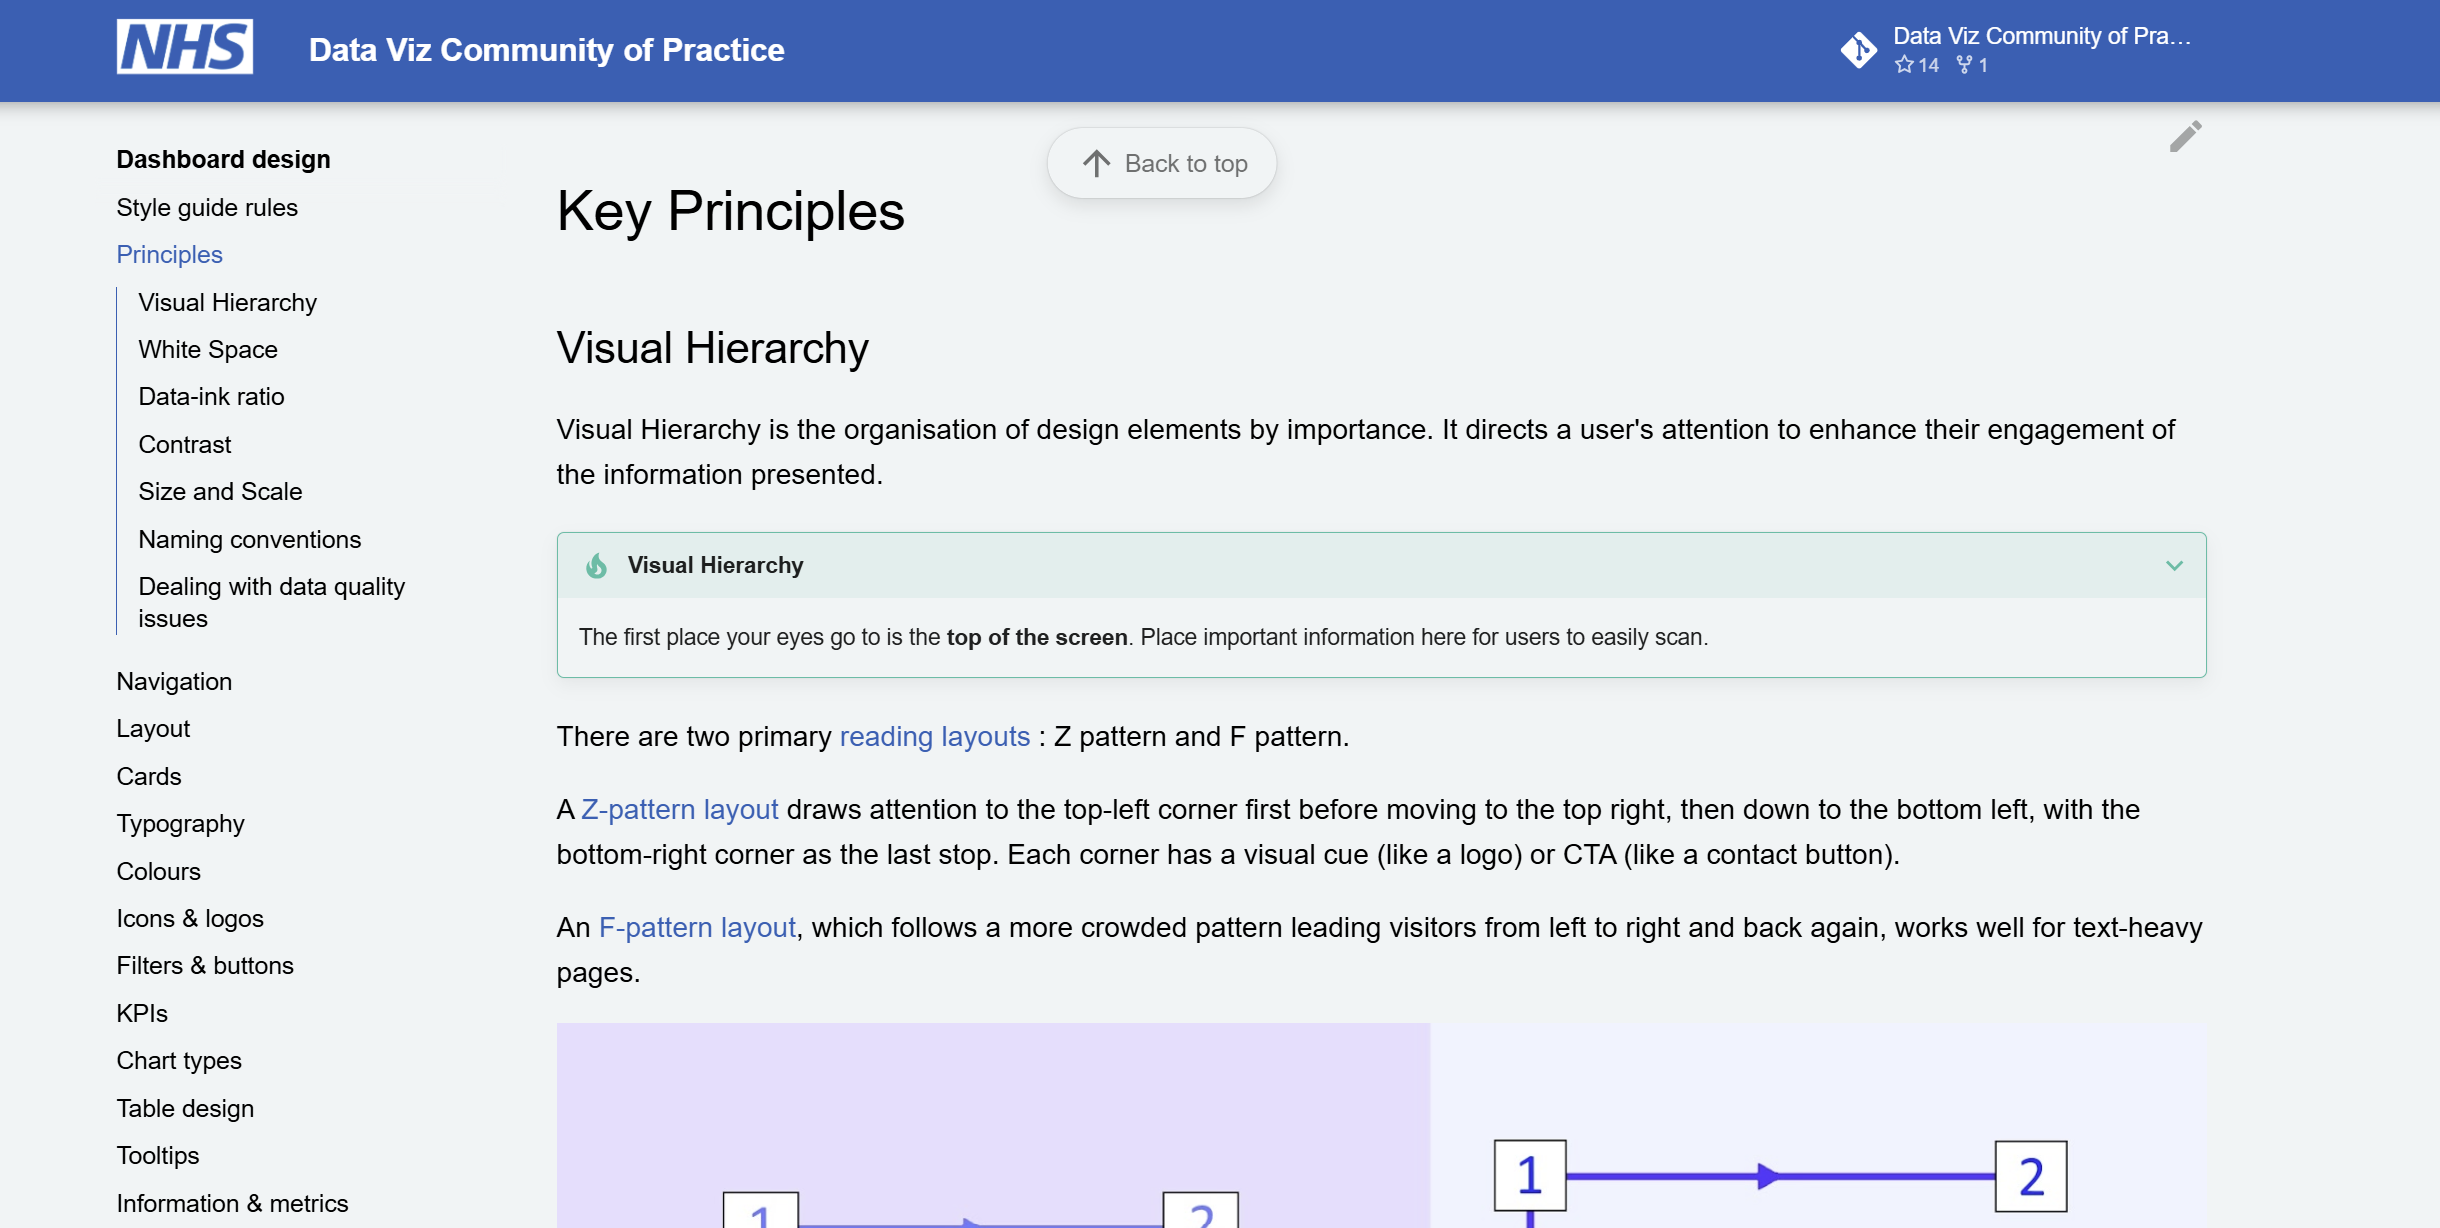 NHS
Data Viz Community of Practice
Data Viz Community of Pra...
14 1
Dashboard design
Style guide rules
Principles
Visual Hierarchy
White Space
Data-ink ratio
Contrast
Size and Scale
Naming conventions
Dealing with data quality
issues
Navigation
Layout
Cards
Typography
Colours
Icons & logos
Filters & buttons
KPIs
Chart types
Table design
Tooltips
Information & metrics
Back to top
Key Principles
Visual Hierarchy
Visual Hierarchy is the organisation of design elements by importance. It directs a user's attention to enhance their engagement of
the information presented.
Visual Hierarchy
The first place your eyes go to is the top of the screen. Place important information here for users to easily scan.
There are two primary reading layouts : Z pattern and F pattern.
A Z-pattern layout draws attention to the top-left corner first before moving to the top right, then down to the bottom left, with the
bottom-right corner as the last stop. Each corner has a visual cue (like a logo) or CTA (like a contact button).
An F-pattern layout, which follows a more crowded pattern leading visitors from left to right and back again, works well for text-heavy
pages.
1 2
1 2